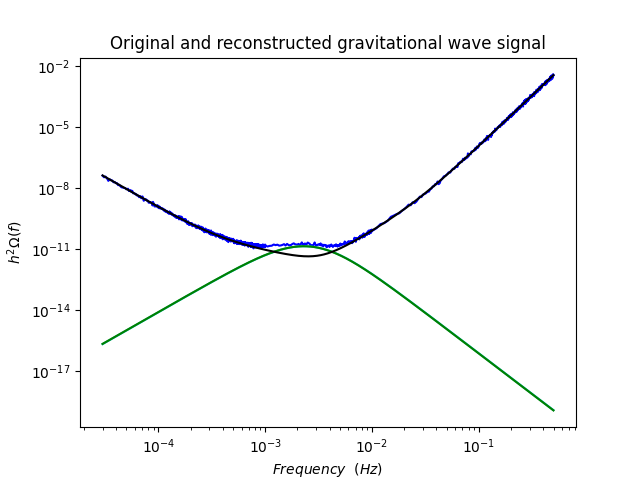 Original and reconstructed gravitational wave signal
10⁻²
10⁻⁵
10⁻⁸
10⁻¹¹
10⁻¹⁴
10⁻¹⁷
h²Ω(f)
10⁻⁴ 10⁻³ 10⁻² 10⁻¹
Frequency (Hz)